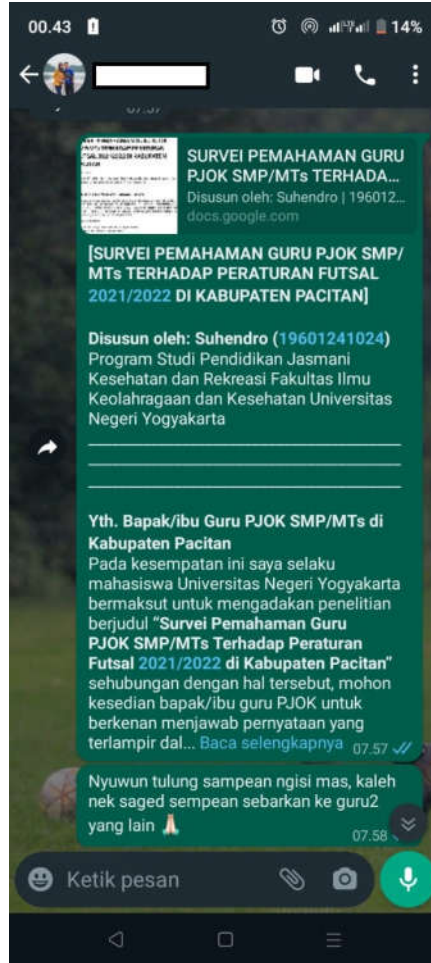 00.43
14%
07.57
SURVEI PEMAHAMAN GURU
PJOK SMP/MTs TERHADA...
Disusun oleh: Suhendro | 196012...
docs.google.com
[SURVEI PEMAHAMAN GURU PJOK SMP/
MTs TERHADAP PERATURAN FUTSAL
2021/2022 DI KABUPATEN PACITAN]
Disusun oleh: Suhendro (19601241024)
Program Studi Pendidikan Jasmani
Kesehatan dan Rekreasi Fakultas Ilmu
Keolahragaan dan Kesehatan Universitas
Negeri Yogyakarta
Yth. Bapak/ibu Guru PJOK SMP/MTs di
Kabupaten Pacitan
Pada kesempatan ini saya selaku
mahasiswa Universitas Negeri Yogyakarta
bermaksut untuk mengadakan penelitian
berjudul “Survei Pemahaman Guru
PJOK SMP/MTs Terhadap Peraturan
Futsal 2021/2022 di Kabupaten Pacitan”
sehubungan dengan hal tersebut, mohon
kesedian bapak/ibu guru PJOK untuk
berkenan menjawab pernyataan yang
terlampir dal... Baca selengkapnya 07.57
Nyuwun tulung sampean ngisi mas, kaleh
nek saged sempean sebarkan ke guru2
yang lain 🙏🏻
07.58
Ketik pesan